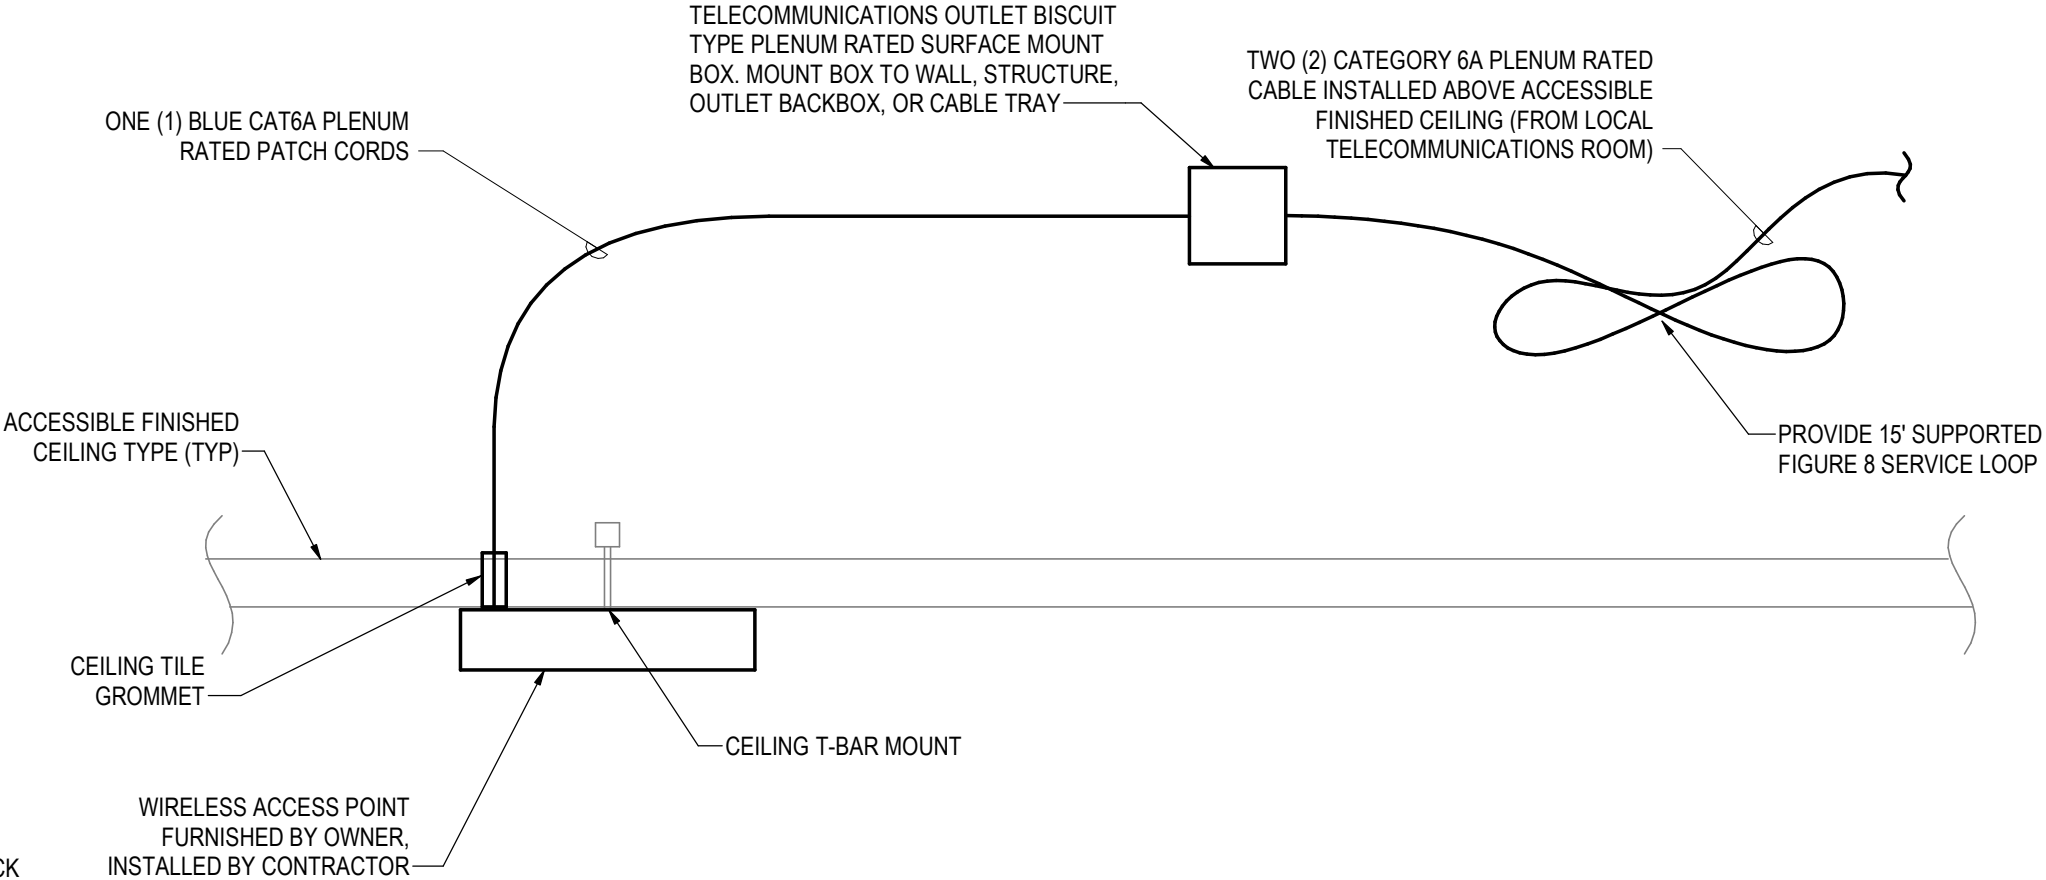 TELECOMMUNICATIONS OUTLET BISCUIT
TYPE PLENUM RATED SURFACE MOUNT
BOX. MOUNT BOX TO WALL, STRUCTURE,
OUTLET BACKBOX, OR CABLE TRAY
TWO (2) CATEGORY 6A PLENUM RATED
CABLE INSTALLED ABOVE ACCESSIBLE
FINISHED CEILING (FROM LOCAL
TELECOMMUNICATIONS ROOM)
ONE (1) BLUE CAT6A PLENUM
RATED PATCH CORDS
ACCESSIBLE FINISHED
CEILING TYPE (TYP)
PROVIDE 15' SUPPORTED
FIGURE 8 SERVICE LOOP
CEILING TILE
GROMMET
CEILING T-BAR MOUNT
WIRELESS ACCESS POINT
FURNISHED BY OWNER,
INSTALLED BY CONTRACTOR